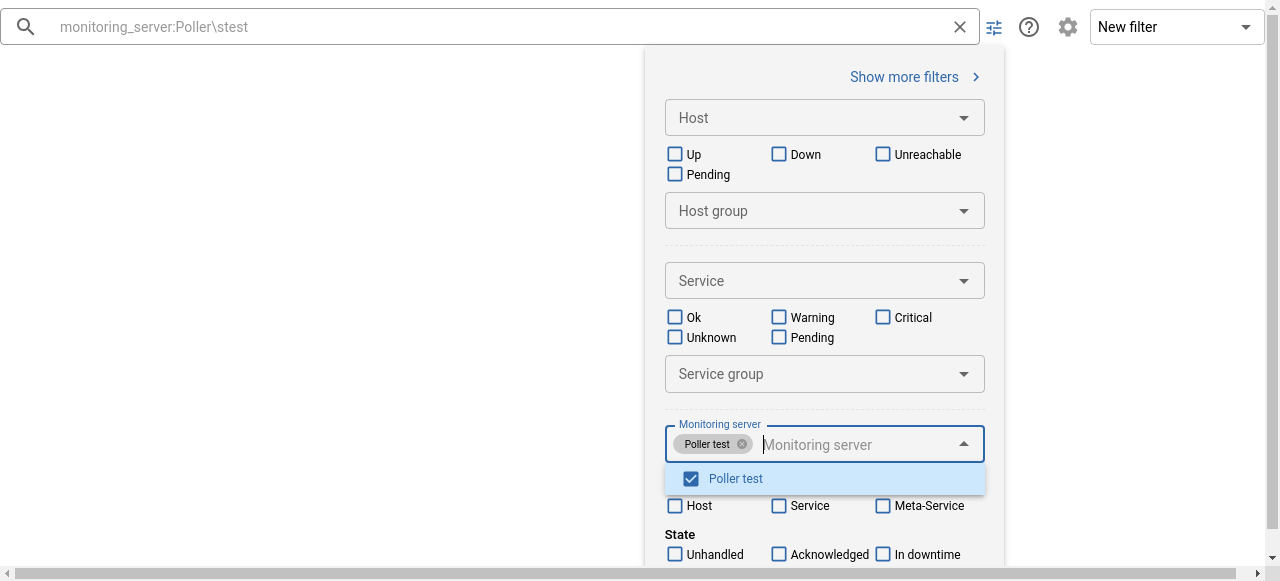 monitoring_server:Poller\stest
New filter
Show more filters
Host
Up Down Unreachable
Pending
Host group
Service
Ok Warning Critical
Unknown Pending
Service group
Monitoring server
Poller test Monitoring server
Poller test
Host Service Meta-Service
State
Unhandled Acknowledged In downtime